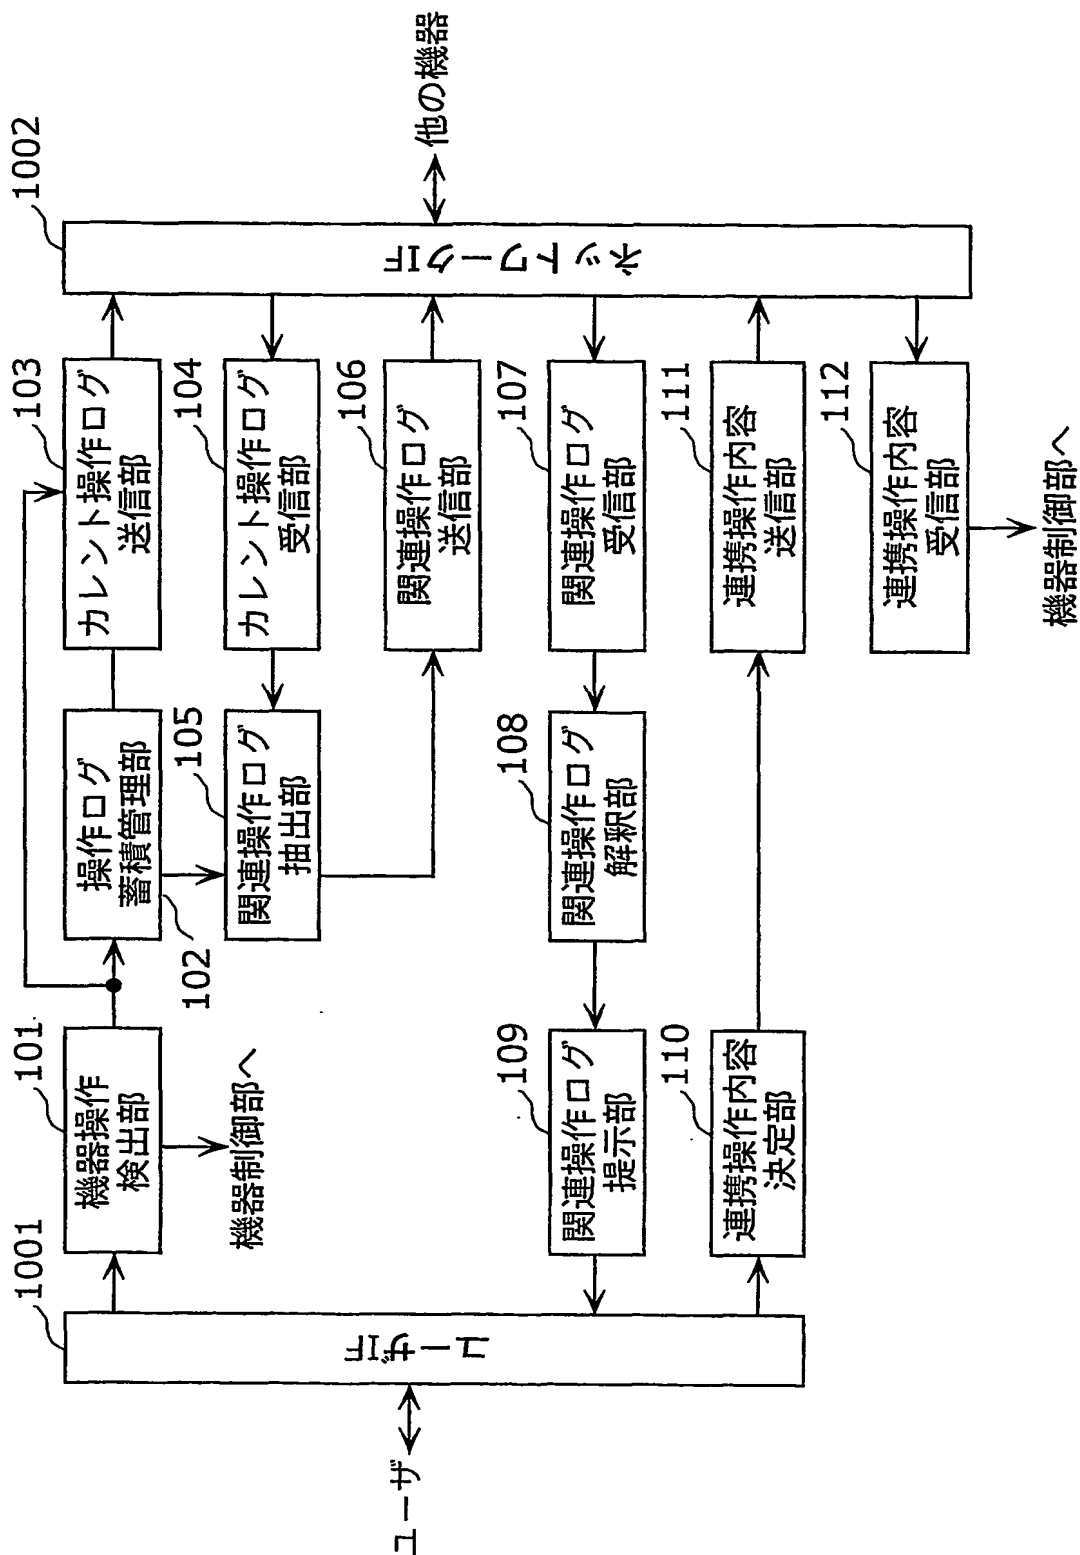 ユーザ
1001
ユーザIF
101
機器操作
検出部
機器制御部へ
102
操作ログ
蓄積管理部
103
カレント操作ログ
送信部
104
カレント操作ログ
受信部
105
関連操作ログ
抽出部
106
関連操作ログ
送信部
107
関連操作ログ
受信部
108
関連操作ログ
解釈部
109
関連操作ログ
提示部
110
連携操作内容
決定部
111
連携操作内容
送信部
112
連携操作内容
受信部
機器制御部へ
1002
ネットワークIF
他の機器